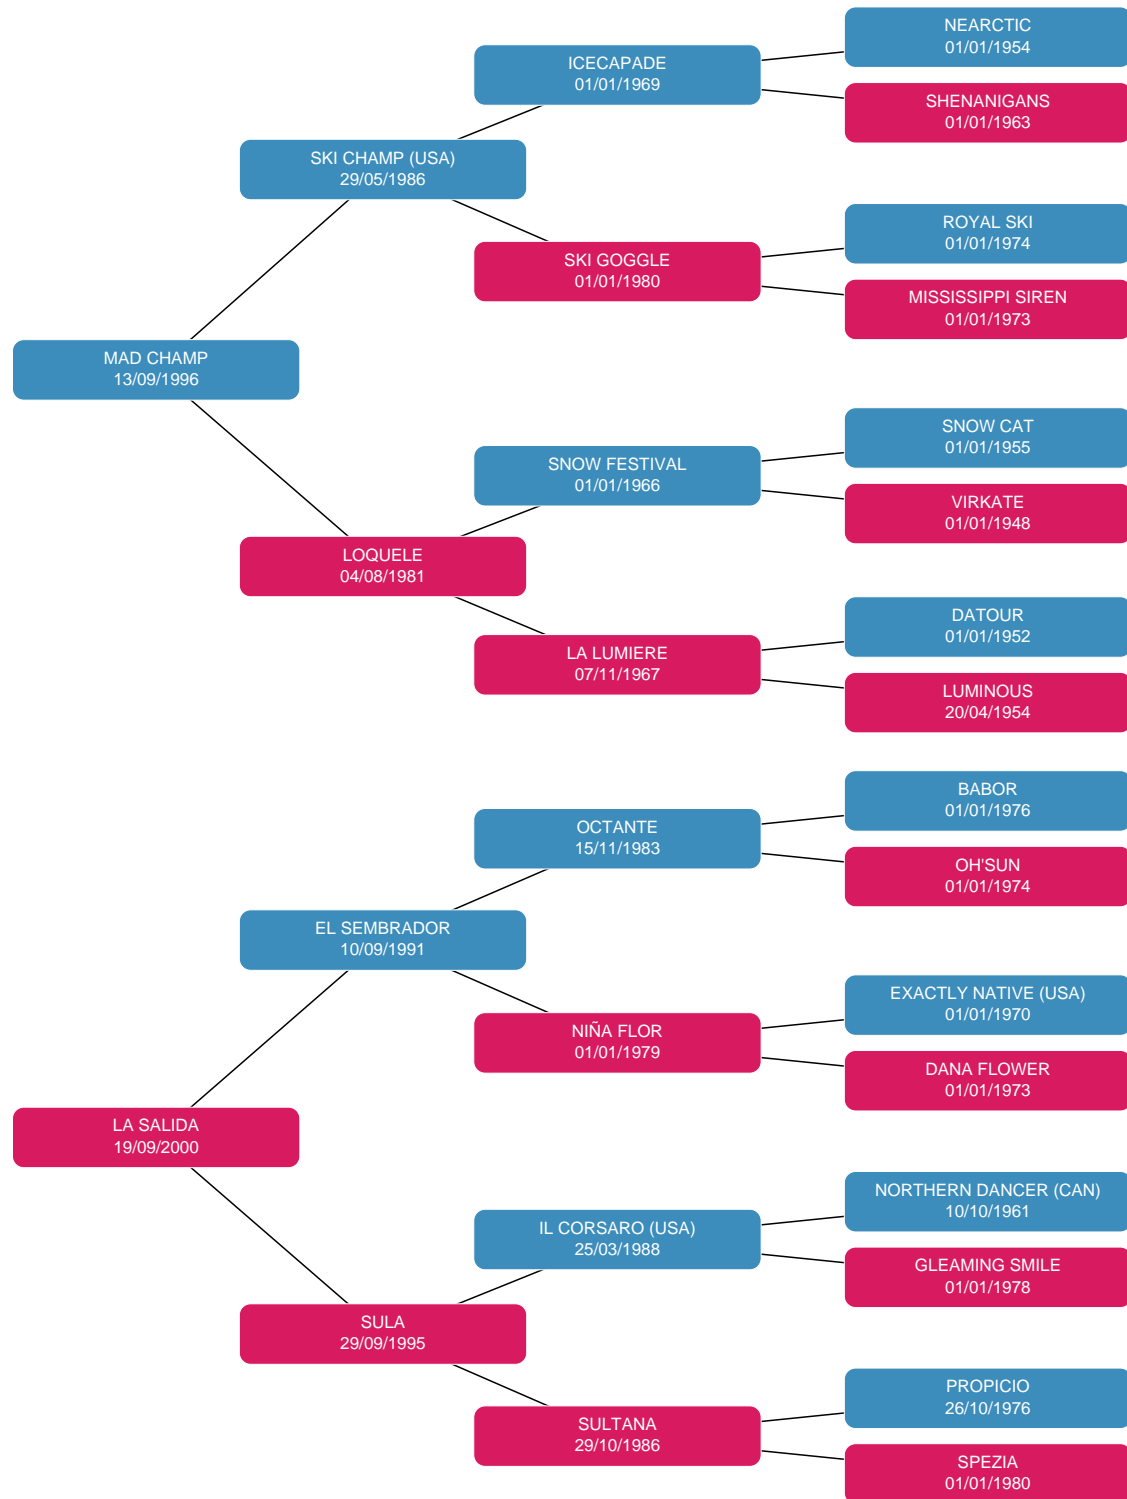 NEARCTIC
01/01/1954
ICECAPADE
01/01/1969
SHENANIGANS
01/01/1963
SKI CHAMP (USA)
29/05/1986
ROYAL SKI
01/01/1974
SKI GOGGLE
01/01/1980
MISSISSIPPI SIREN
01/01/1973
MAD CHAMP
13/09/1996
SNOW CAT
01/01/1955
SNOW FESTIVAL
01/01/1966
VIRKATE
01/01/1948
LOQUELE
04/08/1981
DATOUR
01/01/1952
LA LUMIERE
07/11/1967
LUMINOUS
20/04/1954
BABOR
01/01/1976
OCTANTE
15/11/1983
OH'SUN
01/01/1974
EL SEMBRADOR
10/09/1991
EXACTLY NATIVE (USA)
01/01/1970
NIÑA FLOR
01/01/1979
DANA FLOWER
01/01/1973
LA SALIDA
19/09/2000
NORTHERN DANCER (CAN)
10/10/1961
IL CORSARO (USA)
25/03/1988
GLEAMING SMILE
01/01/1978
SULA
29/09/1995
PROPICIO
26/10/1976
SULTANA
29/10/1986
SPEZIA
01/01/1980